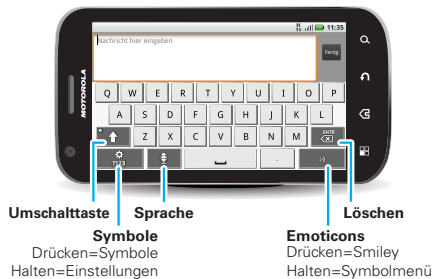 11:35
Nachricht hier eingeben
Fertig
MOTOROLA
Q W E R T Y U I O P
A S D F G H J K L
Z X C V B N M ENTF
?123 . :-)
Umschalttaste Sprache Löschen
Symbole Emoticons
Drücken=Symbole Drücken=Smiley
Halten=Einstellungen Halten=Symbolmenü